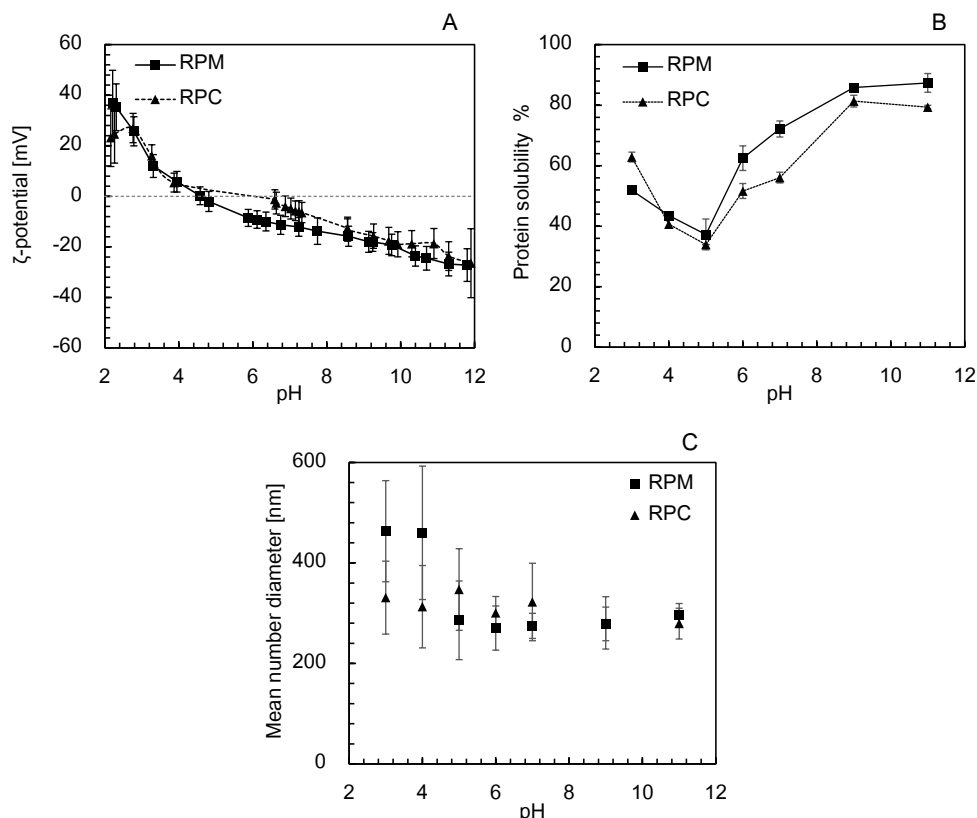 A
60
40
20
0
-20
-40
-60
ζ-potential [mV]
RPM
RPC
2 4 6 8 10 12
pH
B
100
80
60
40
20
0
Protein solubility %
RPM
RPC
2 4 6 8 10 12
pH
C
600
400
200
0
Mean number diameter [nm]
RPM
RPC
2 4 6 8 10 12
pH